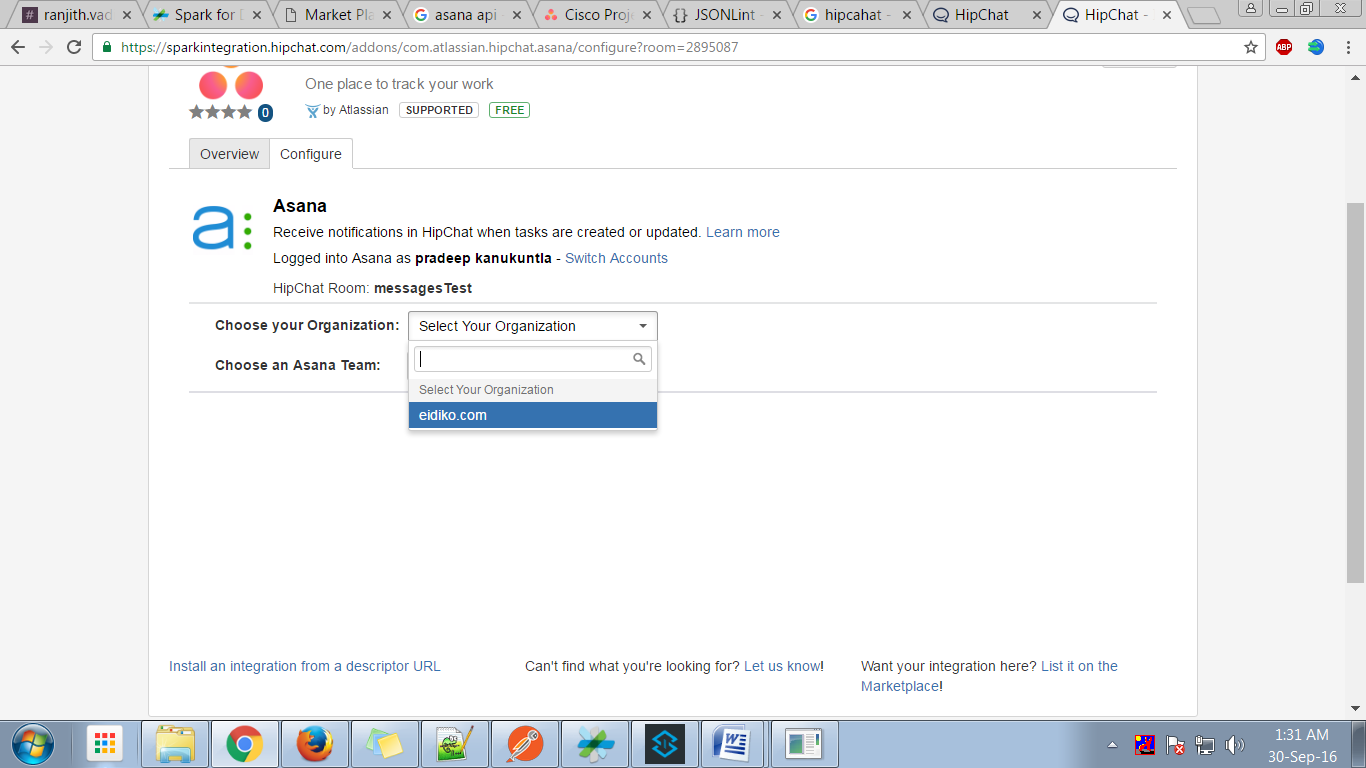 ranjith.vad
Spark for D
Market Pla
asana api
Cisco Proj
JSONLint -
hipcahat -
HipChat
HipChat -
https://sparkintegration.hipchat.com/addons/com.atlassian.hipchat.asana/configure?room=2895087
ABP
One place to track your work
0
by Atlassian SUPPORTED FREE
Overview Configure
a:
Asana
Receive notifications in HipChat when tasks are created or updated. Learn more
Logged into Asana as pradeep kanukuntla - Switch Accounts
HipChat Room: messagesTest
Choose your Organization: Select Your Organization
Choose an Asana Team:
Select Your Organization
eidiko.com
Install an integration from a descriptor URL
Can't find what you're looking for? Let us know!
Want your integration here? List it on the
Marketplace!
1:31 AM
30-Sep-16